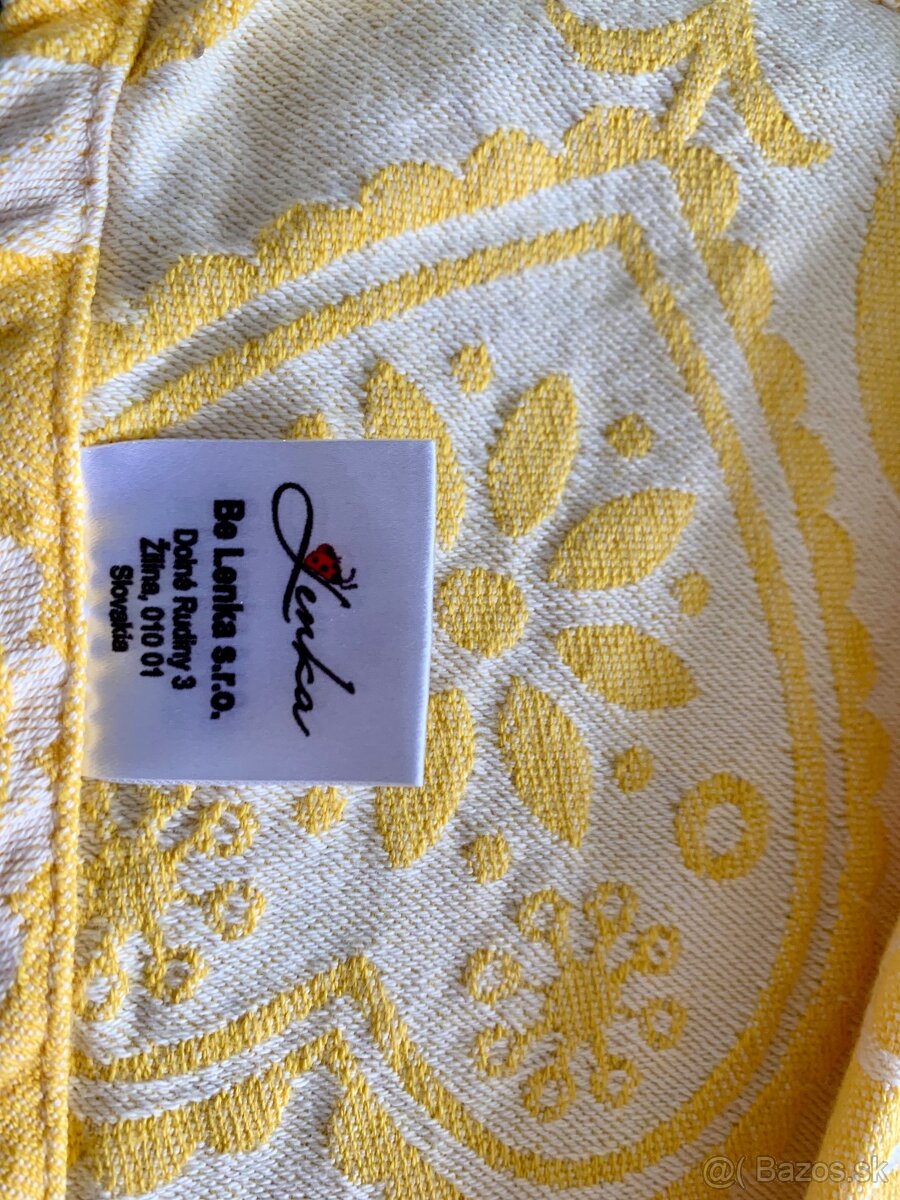 Lenka
Be Lenka s.r.o.
Dolné Rudiny 3
Žilina, 010 01
Slovakia
@( Bazos.sk